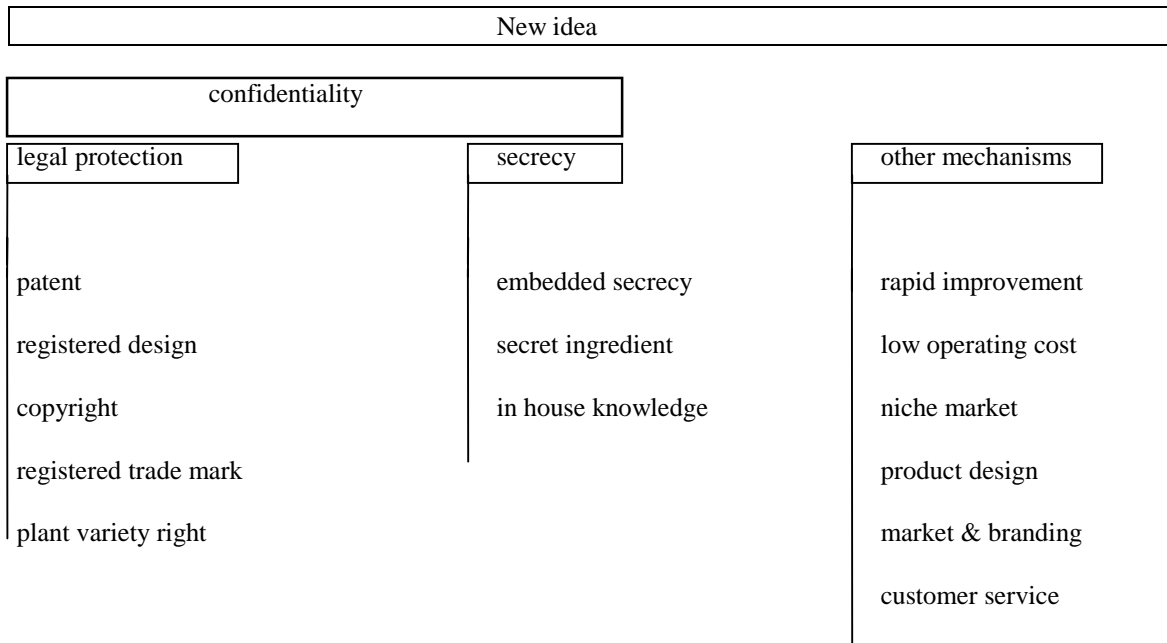 New idea
confidentiality
legal protection
secrecy
other mechanisms
patent
embedded secrecy
rapid improvement
registered design
secret ingredient
low operating cost
copyright
in house knowledge
niche market
registered trade mark
product design
plant variety right
market & branding
customer service